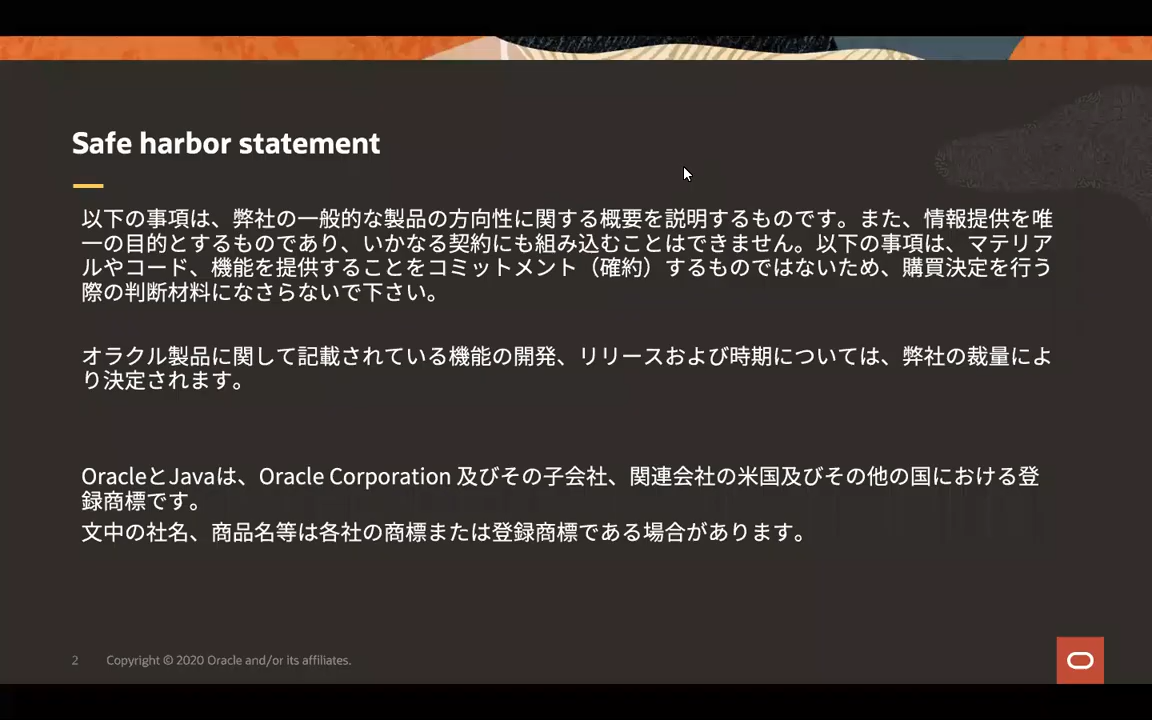 Safe harbor statement
以下の事項は、弊社の一般的な製品の方向性に関する概要を説明するものです。また、情報提供を唯
一の目的とするものであり、いかなる契約にも組み込むことはできません。以下の事項は、マテリア
ルやコード、機能を提供することをコミットメント（確約）するものではないため、購買決定を行う
際の判断材料になさらないで下さい。
オラクル製品に関して記載されている機能の開発、リリースおよび時期については、弊社の裁量によ
り決定されます。
OracleとJavaは、Oracle Corporation 及びその子会社、関連会社の米国及びその他の国における登
録商標です。
文中の社名、商品名等は各社の商標または登録商標である場合があります。
2 Copyright © 2020 Oracle and/or its affiliates.